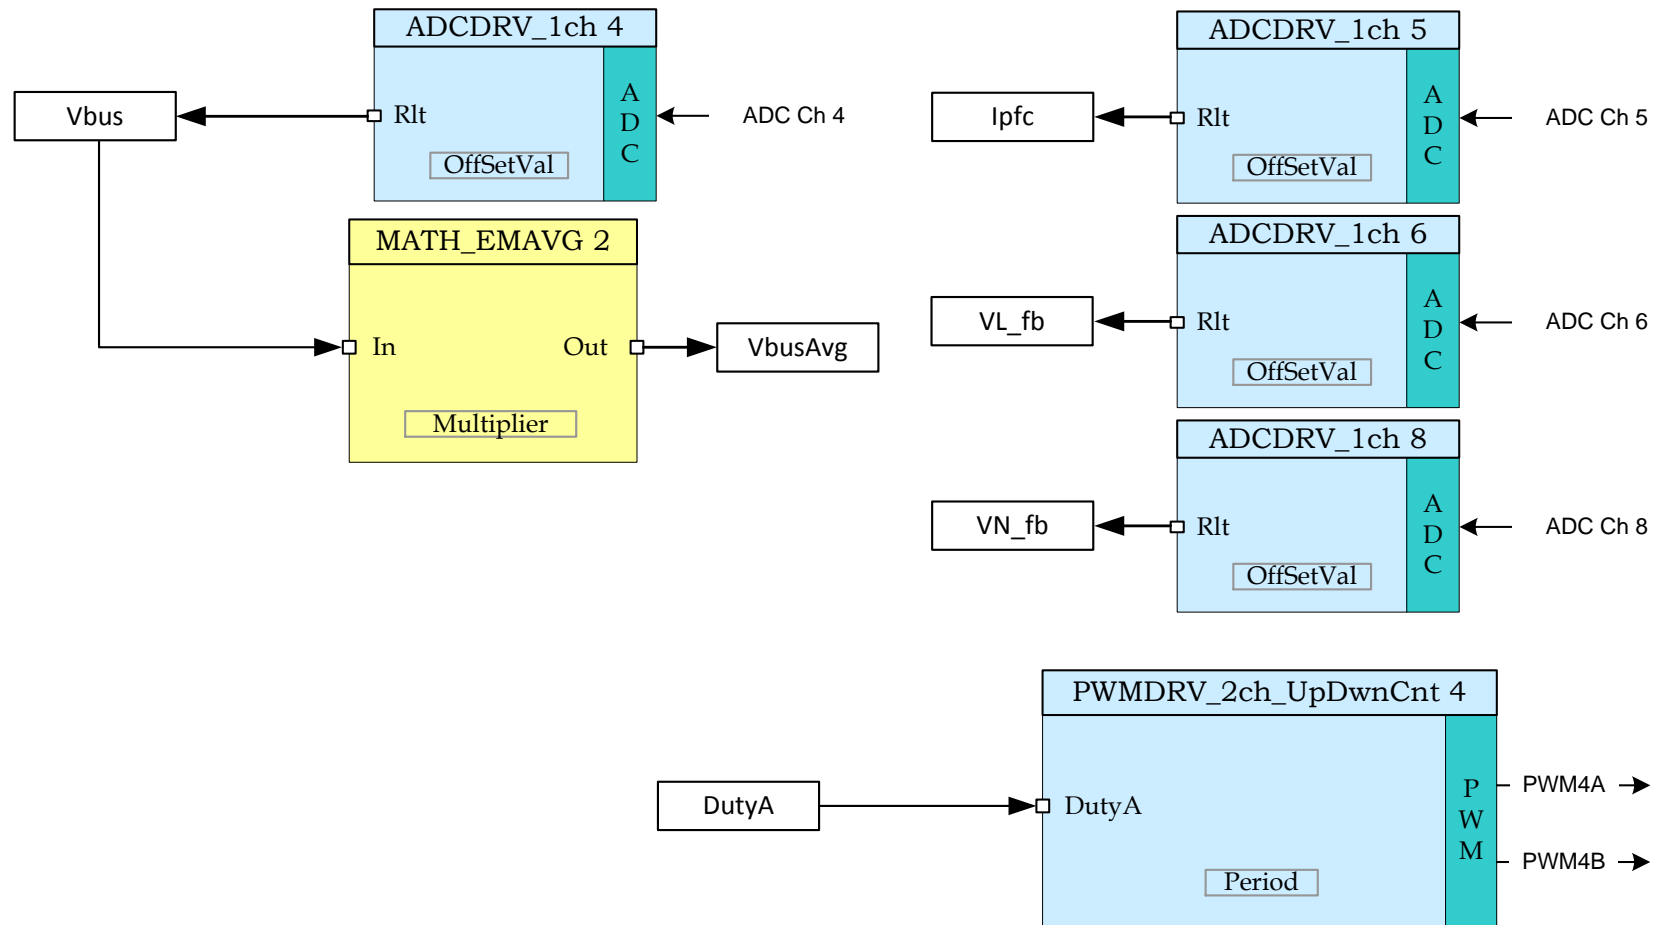 ADCDRV_1ch 4
Vbus
Rlt
A
D
C
ADC Ch 4
OffSetVal
MATH_EMAVG 2
In
Out
VbusAvg
Multiplier
ADCDRV_1ch 5
Ipfc
Rlt
A
D
C
ADC Ch 5
OffSetVal
ADCDRV_1ch 6
VL_fb
Rlt
A
D
C
ADC Ch 6
OffSetVal
ADCDRV_1ch 8
VN_fb
Rlt
A
D
C
ADC Ch 8
OffSetVal
PWMDRV_2ch_UpDwnCnt 4
DutyA
DutyA
P
W
M
PWM4A
PWM4B
Period